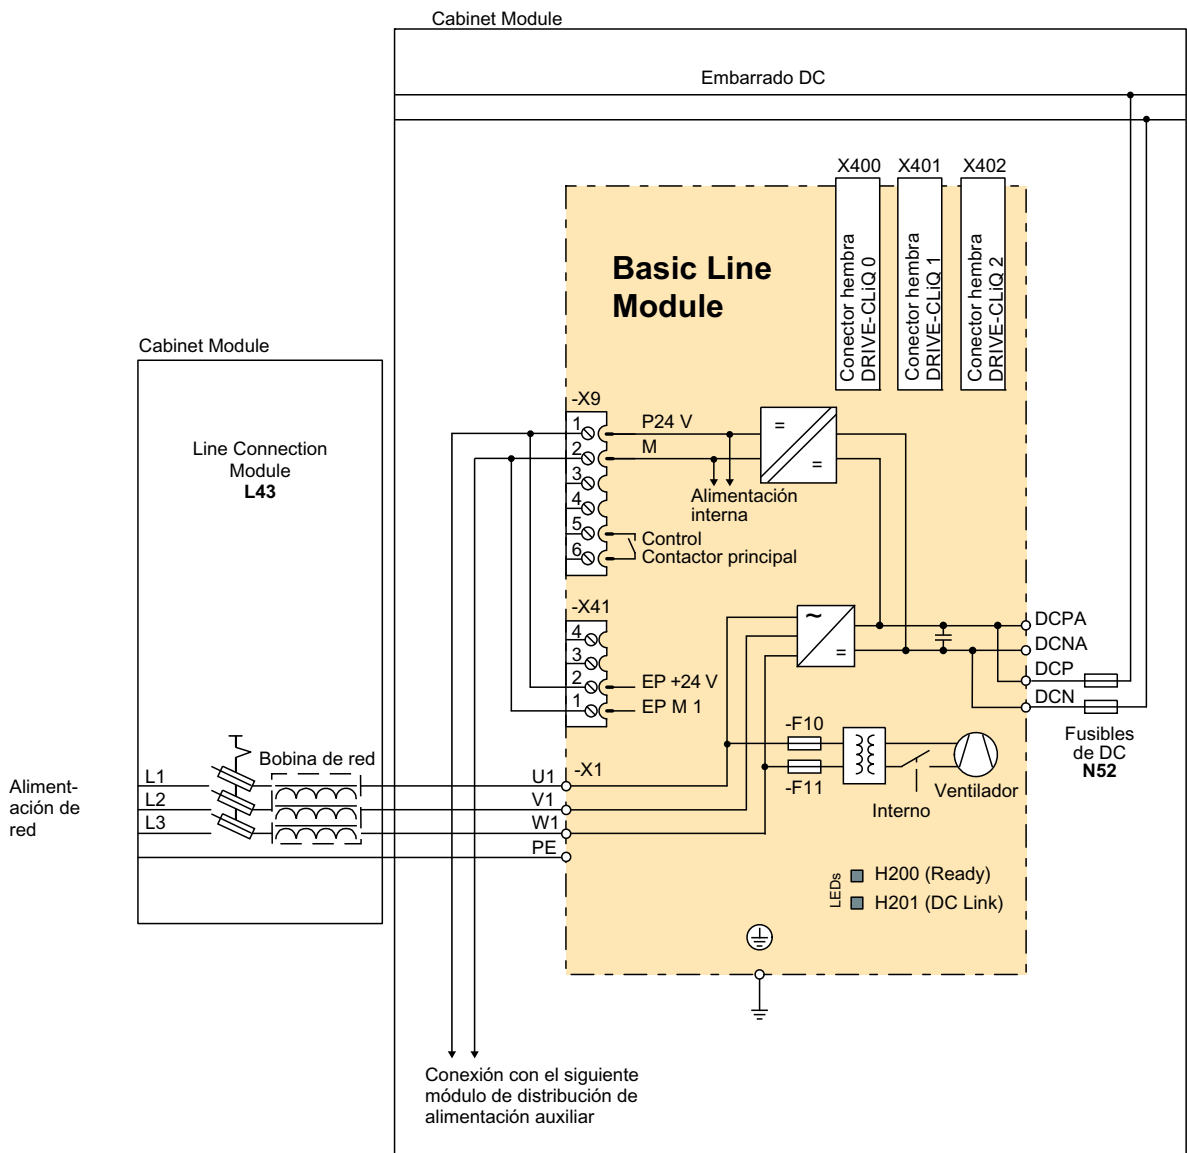 Cabinet Module
Embarrado DC
X400
X401
X402
Conector hembra
DRIVE-CLiQ 0
Conector hembra
DRIVE-CLiQ 1
Conector hembra
DRIVE-CLiQ 2
Basic Line
Module
Cabinet Module
Line Connection
Module
L43
-X9
1
2
3
4
5
6
P24 V
M
=
=
Alimentación
interna
Control
Contactor principal
-X41
4
3
2
1
EP +24 V
EP M 1
~
=
DCPA
DCNA
DCP
DCN
Fusibles
de DC
N52
-F10
-F11
Interno
Ventilador
Aliment-
ación de
red
L1
L2
L3
Bobina de red
-X1
U1
V1
W1
PE
LEDs
H200 (Ready)
H201 (DC Link)
Conexión con el siguiente
módulo de distribución de
alimentación auxiliar